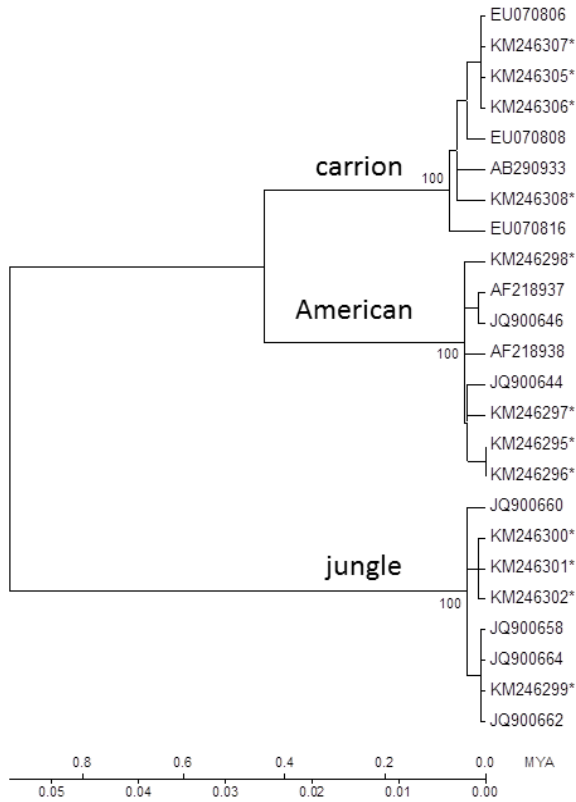 EU070806
KM246307*
KM246305*
KM246306*
EU070808
carrion
100
AB290933
KM246308*
EU070816
KM246298*
AF218937
American
JQ900646
100
AF218938
JQ900644
KM246297*
KM246295*
KM246296*
JQ900660
KM246300*
jungle
KM246301*
100
KM246302*
JQ900658
JQ900664
KM246299*
JQ900662
0.8 0.6 0.4 0.2 0.0 MYA
0.05 0.04 0.03 0.02 0.01 0.00